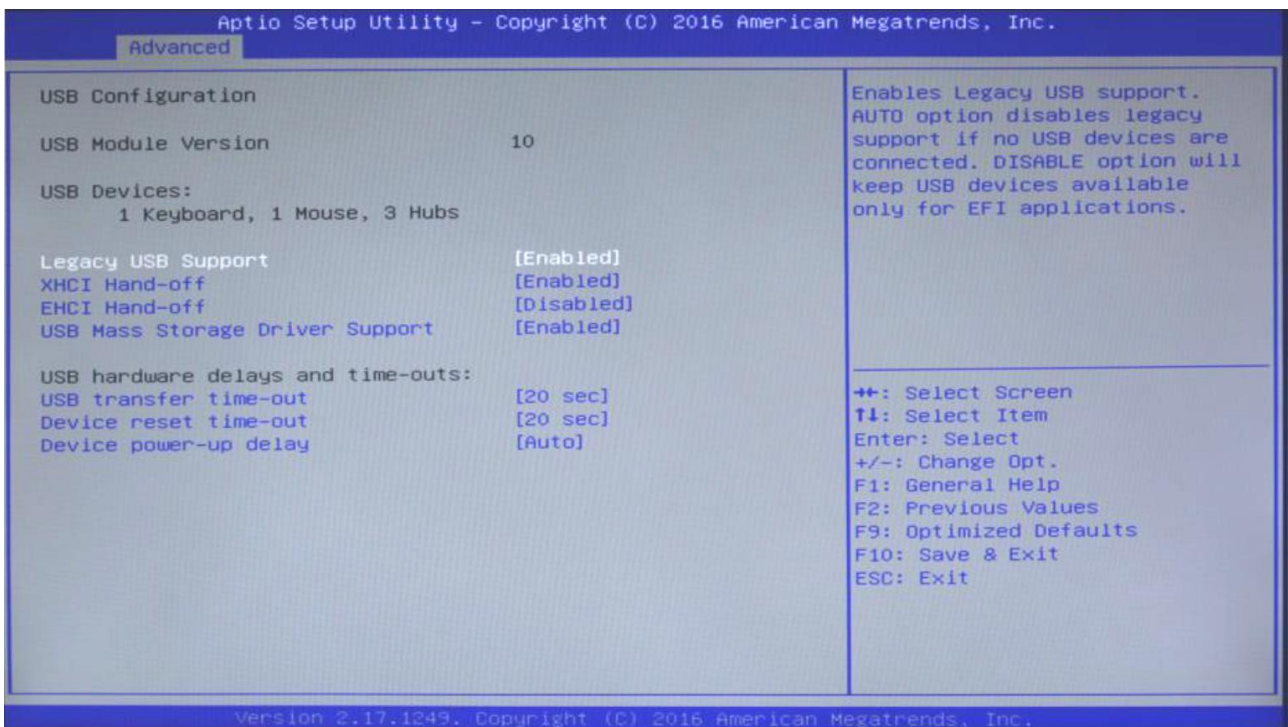 Aptio Setup Utility – Copyright (C) 2016 American Megatrends, Inc.
Advanced
USB Configuration
USB Module Version 10
USB Devices:
1 Keyboard, 1 Mouse, 3 Hubs
Legacy USB Support [Enabled]
XHCI Hand-off [Enabled]
EHCI Hand-off [Disabled]
USB Mass Storage Driver Support [Enabled]
USB hardware delays and time-outs:
USB transfer time-out [20 sec]
Device reset time-out [20 sec]
Device power-up delay [Auto]
Enables Legacy USB support.
AUTO option disables legacy
support if no USB devices are
connected. DISABLE option will
keep USB devices available
only for EFI applications.
→←: Select Screen
↑↓: Select Item
Enter: Select
+/-: Change Opt.
F1: General Help
F2: Previous Values
F9: Optimized Defaults
F10: Save & Exit
ESC: Exit
Version 2.17.1249. Copyright (C) 2016 American Megatrends, Inc.